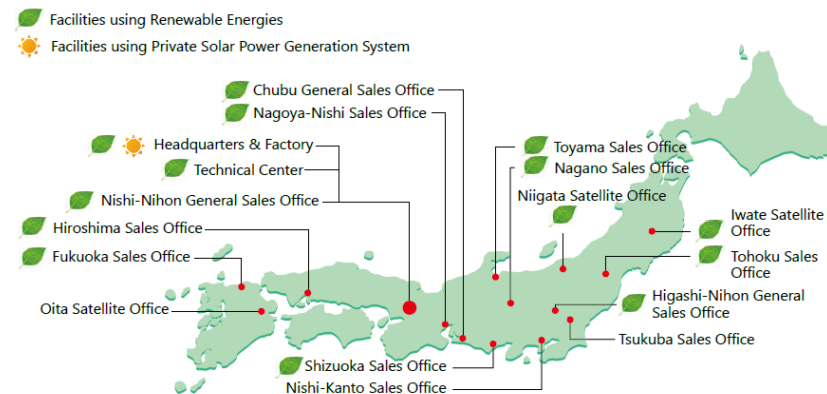 Facilities using Renewable Energies
Facilities using Private Solar Power Generation System
Chubu General Sales Office
Nagoya-Nishi Sales Office
Headquarters & Factory
Technical Center
Nishi-Nihon General Sales Office
Hiroshima Sales Office
Fukuoka Sales Office
Oita Satellite Office
Toyama Sales Office
Nagano Sales Office
Niigata Satellite Office
Iwate Satellite
Office
Tohoku Sales
Office
Higashi-Nihon General
Sales Office
Tsukuba Sales Office
Shizuoka Sales Office
Nishi-Kanto Sales Office